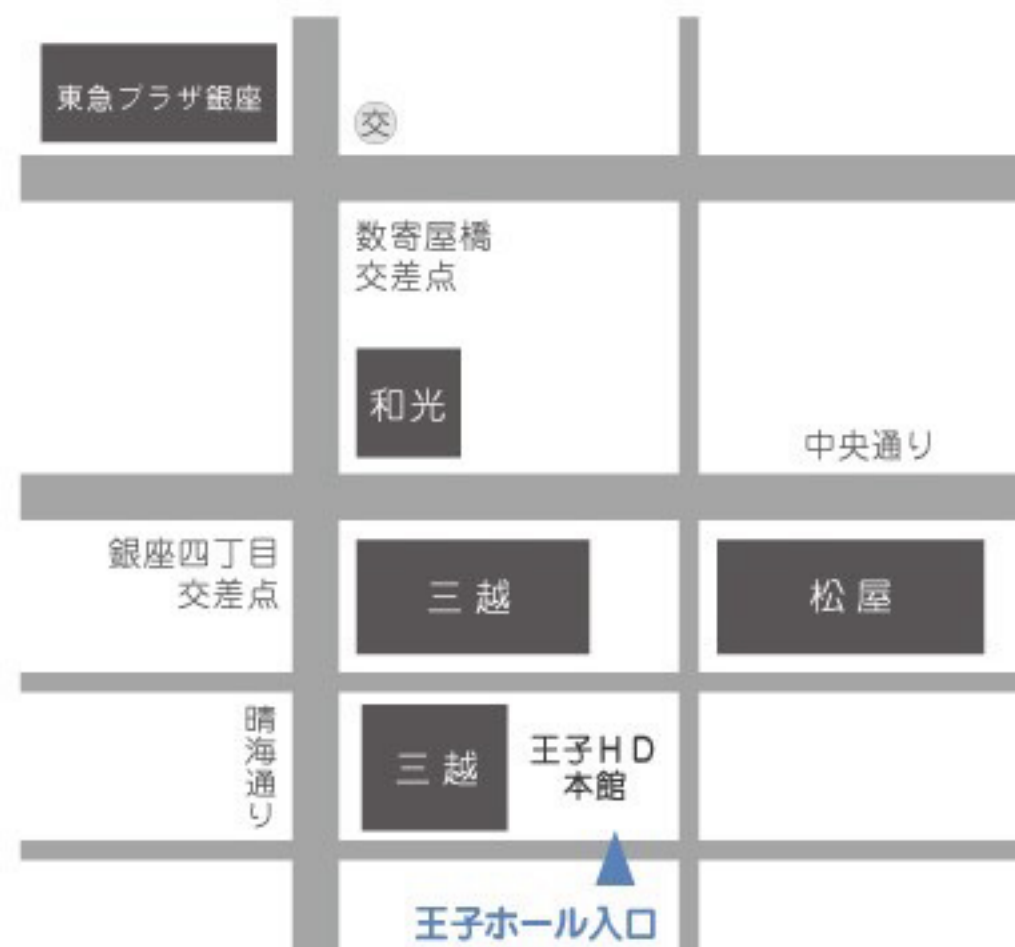 東急プラザ銀座
交
数寄屋橋
交差点
和光
中央通り
銀座四丁目
交差点
三越
松屋
晴海通り
三越
王子HD
本館
王子ホール入口